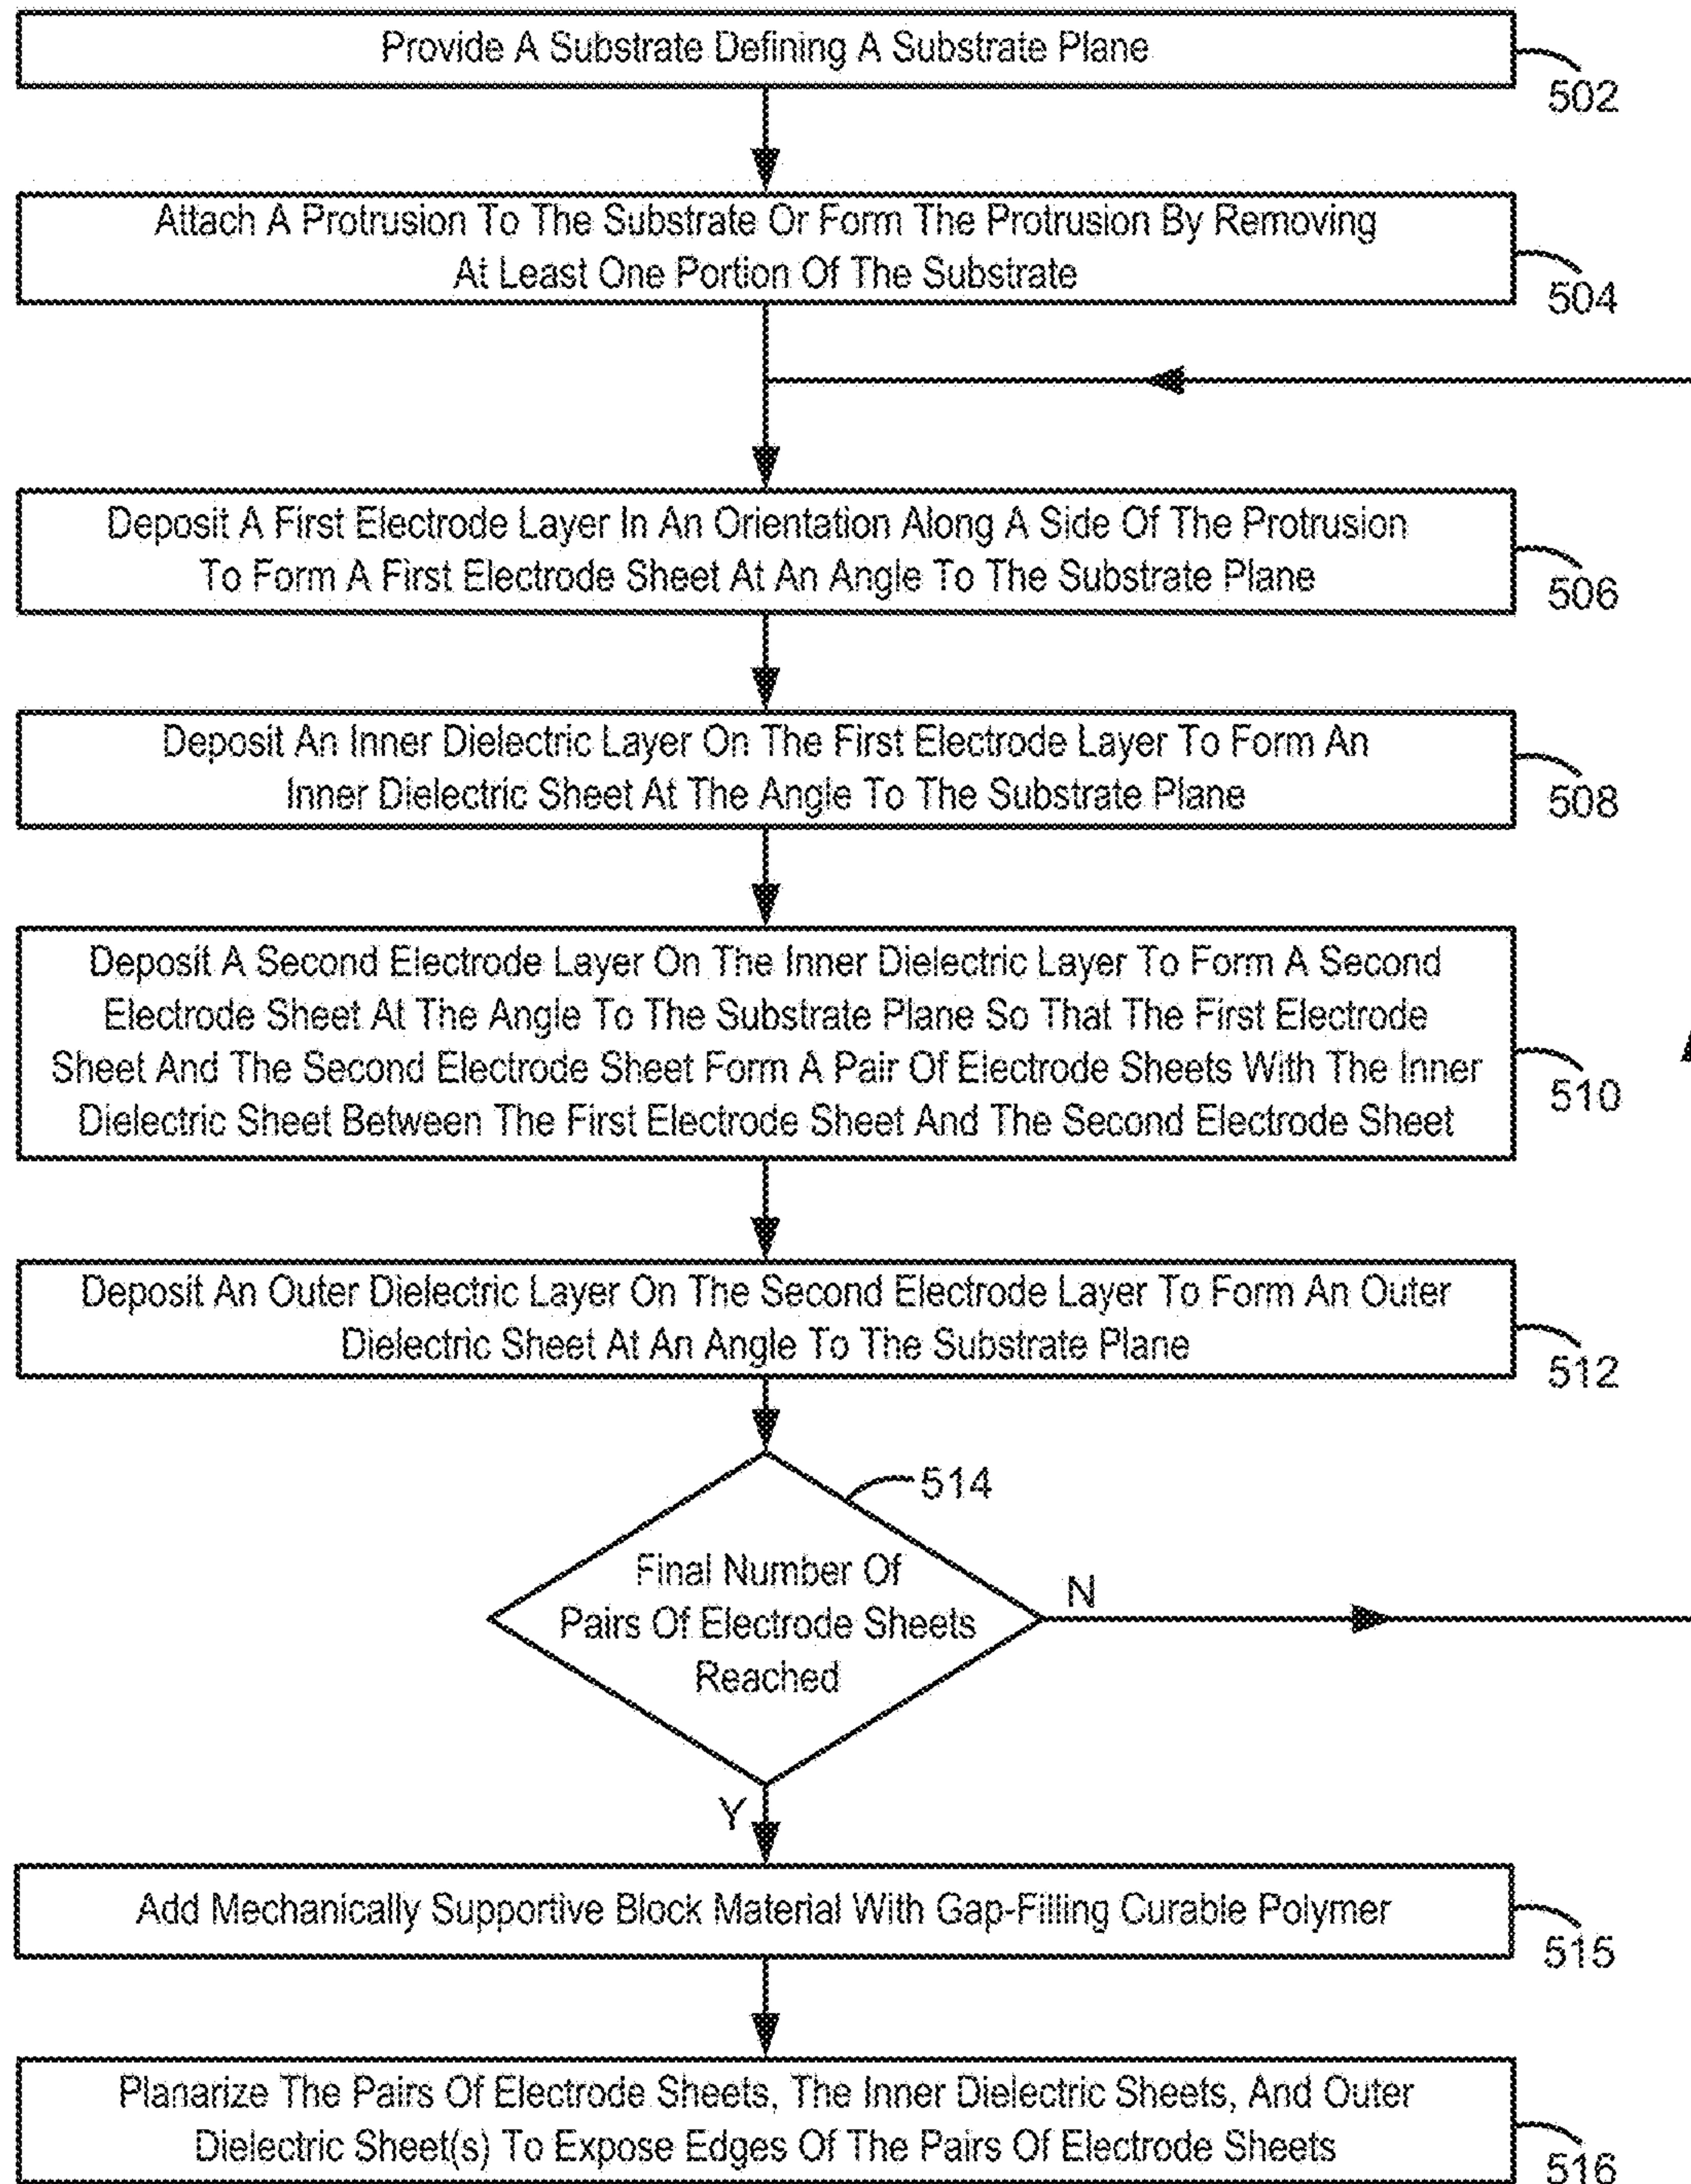 Provide A Substrate Defining A Substrate Plane
502
Attach A Protrusion To The Substrate Or Form The Protrusion By Removing
At Least One Portion Of The Substrate
504
Deposit A First Electrode Layer In An Orientation Along A Side Of The Protrusion
To Form A First Electrode Sheet At An Angle To The Substrate Plane
506
Deposit An Inner Dielectric Layer On The First Electrode Layer To Form An
Inner Dielectric Sheet At The Angle To The Substrate Plane
508
Deposit A Second Electrode Layer On The Inner Dielectric Layer To Form A Second
Electrode Sheet At The Angle To The Substrate Plane So That The First Electrode
Sheet And The Second Electrode Sheet Form A Pair Of Electrode Sheets With The Inner
Dielectric Sheet Between The First Electrode Sheet And The Second Electrode Sheet
510
Deposit An Outer Dielectric Layer On The Second Electrode Layer To Form An Outer
Dielectric Sheet At An Angle To The Substrate Plane
512
514
Final Number Of
Pairs Of Electrode Sheets
Reached
N
Y
Add Mechanically Supportive Block Material With Gap-Filling Curable Polymer
515
Planarize The Pairs Of Electrode Sheets, The Inner Dielectric Sheets, And Outer
Dielectric Sheet(s) To Expose Edges Of The Pairs Of Electrode Sheets
516